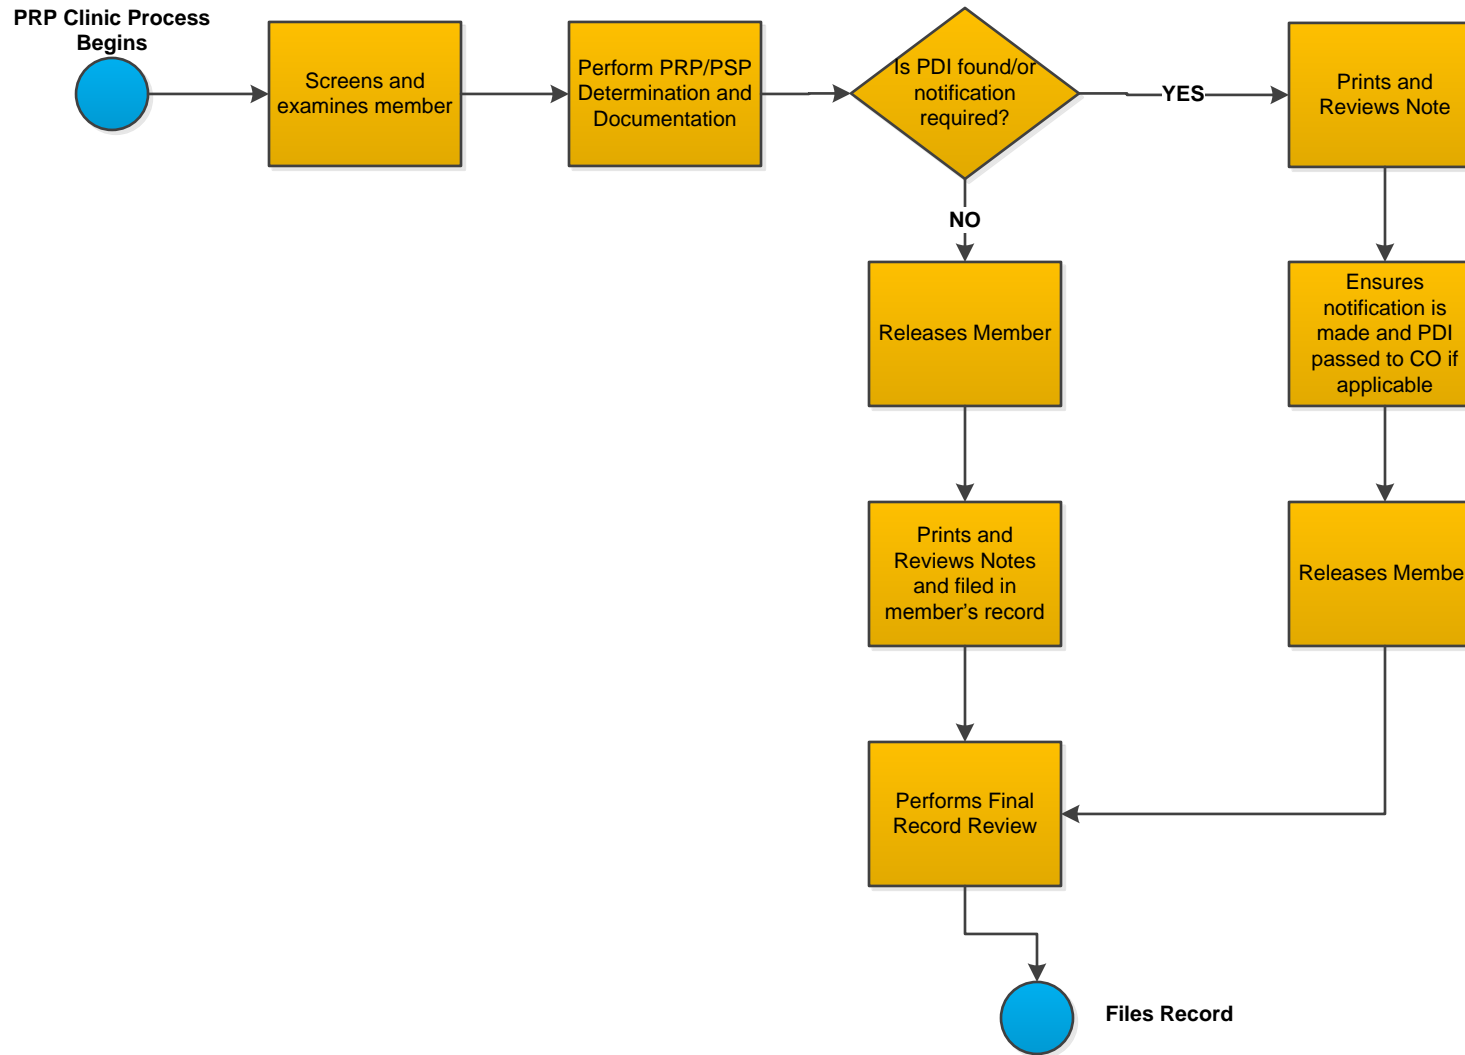 PRP Clinic Process
Begins
Screens and
examines member
Perform PRP/PSP
Determination and
Documentation
Is PDI found/or
notification
required?
YES
Prints and
Reviews Note
NO
Releases Member
Ensures
notification is
made and PDI
passed to CO if
applicable
Prints and
Reviews Notes
and filed in
member’s record
Releases Membe
Performs Final
Record Review
Files Record